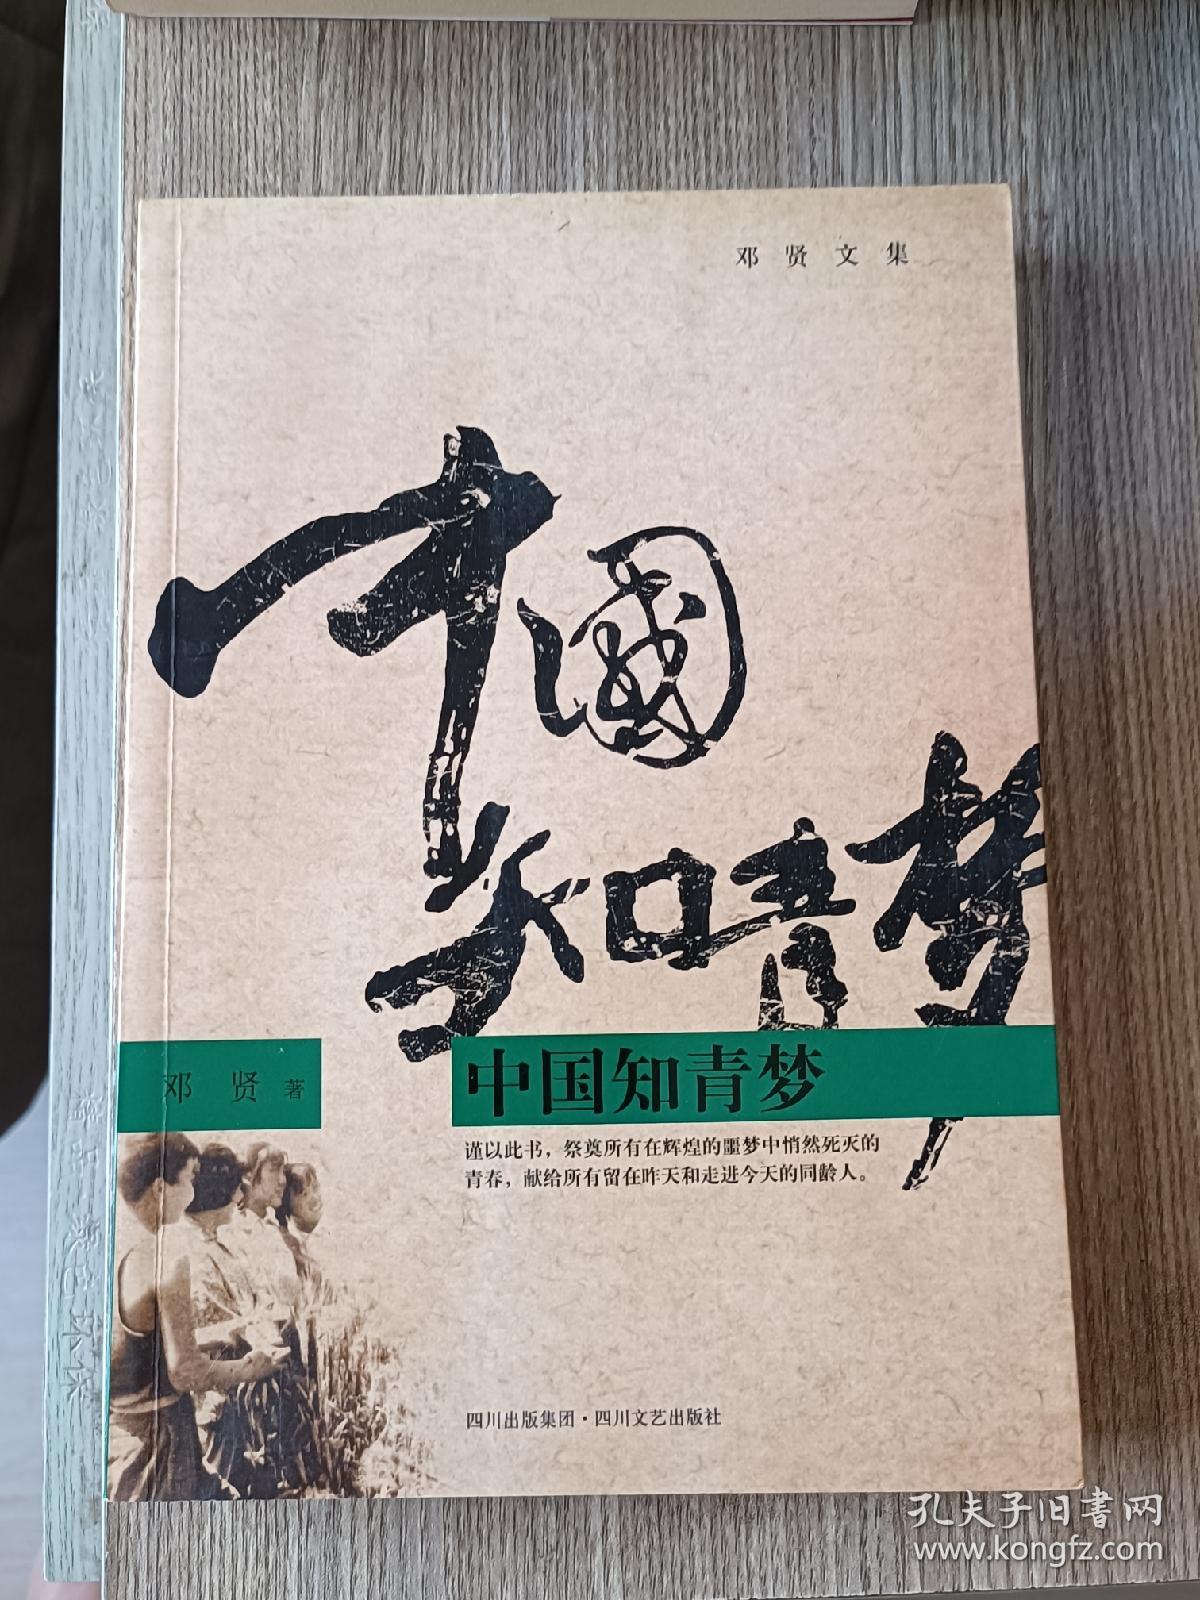 邓贤文集
中國
知青梦
邓贤 著
中国知青梦
谨以此书，祭奠所有在辉煌的噩梦中悄然死灭的
青春，献给所有留在昨天和走进今天的同龄人。
四川出版集团·四川文艺出版社
孔夫子旧书网
www.kongfz.com